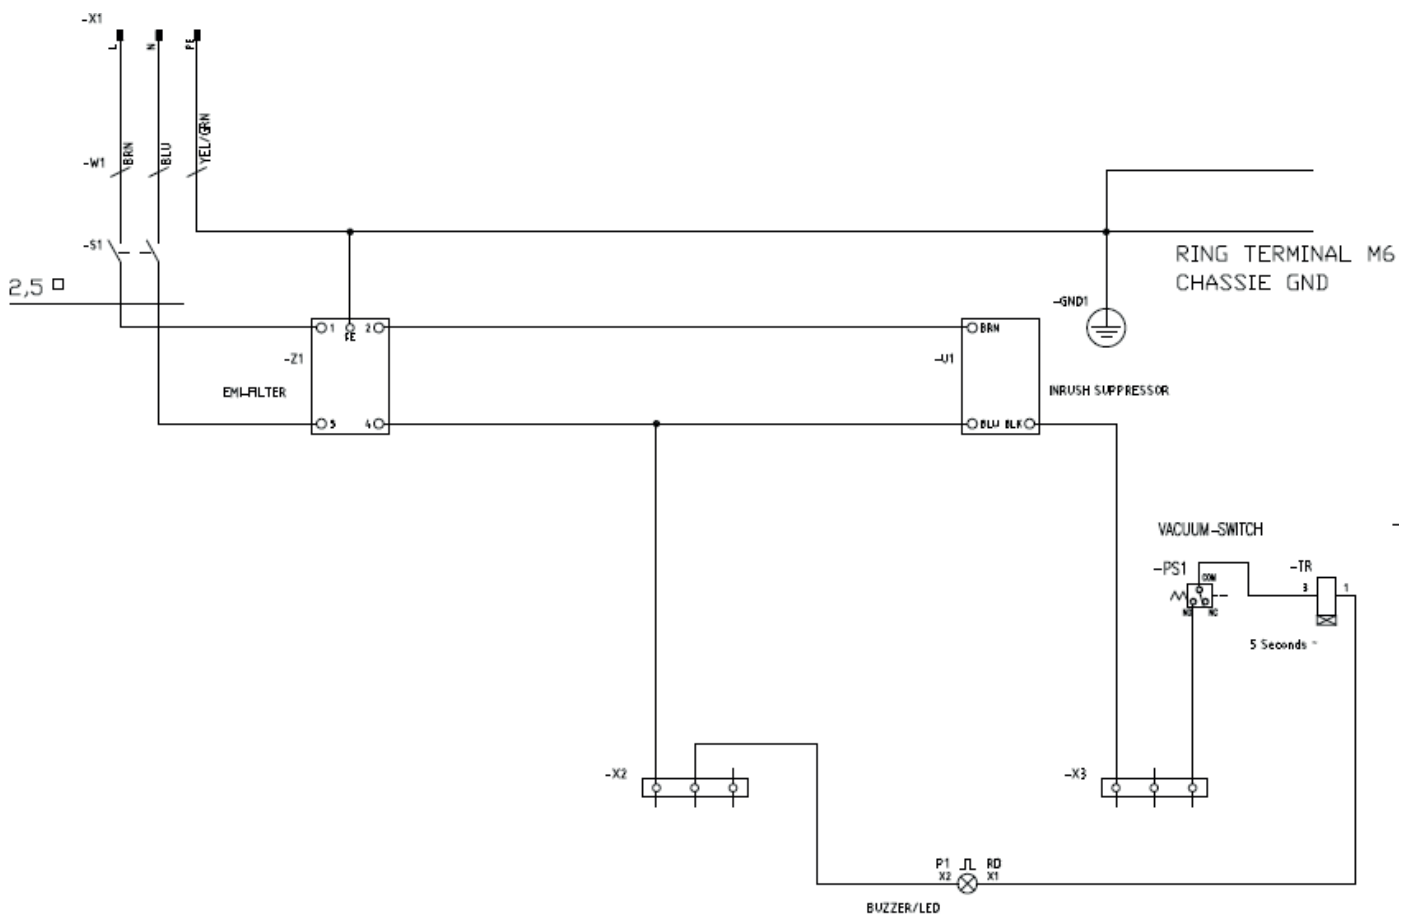 -X1
L
N
PE
-W1
BRN
BLU
YEL/GRN
-S1
2,5
RING TERMINAL M6
CHASSIE GND
-GND1
1
PE
2
BRN
-Z1
-U1
EMI-FILTER
INRUSH SUPPRESSOR
4
BLU BLK
VACUUM-SWITCH
-PS1
COM
-TR
3
1
NO
NC
5 Seconds ~
-X2
-X3
P1
RD
X2
X1
BUZZER/LED